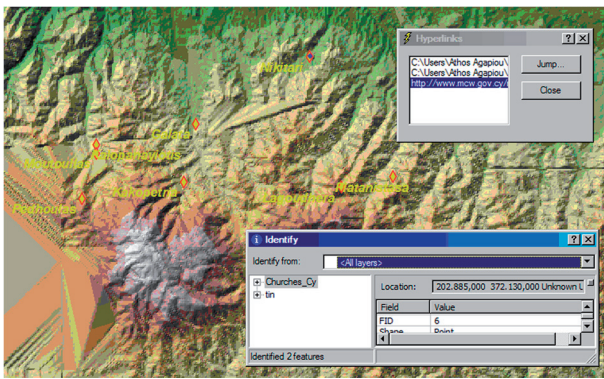 Hyperlinks
C:\Users\Athos Agapiou\
C:\Users\Athos Agapiou\
http://www.mcw.gov.cy/
Jump...
Close
Nikitari
Galata
Kalopanayiotis
Kakopetria
Platanistasa
Lagoudhera
Pedhoulas
Identify
Identify from:
<All layers>
Churches_Cy
tin
Location:
202.885,000 372.130,000 Unknown U
Field
Value
FID
6
Shape
Point
Identified 2 features